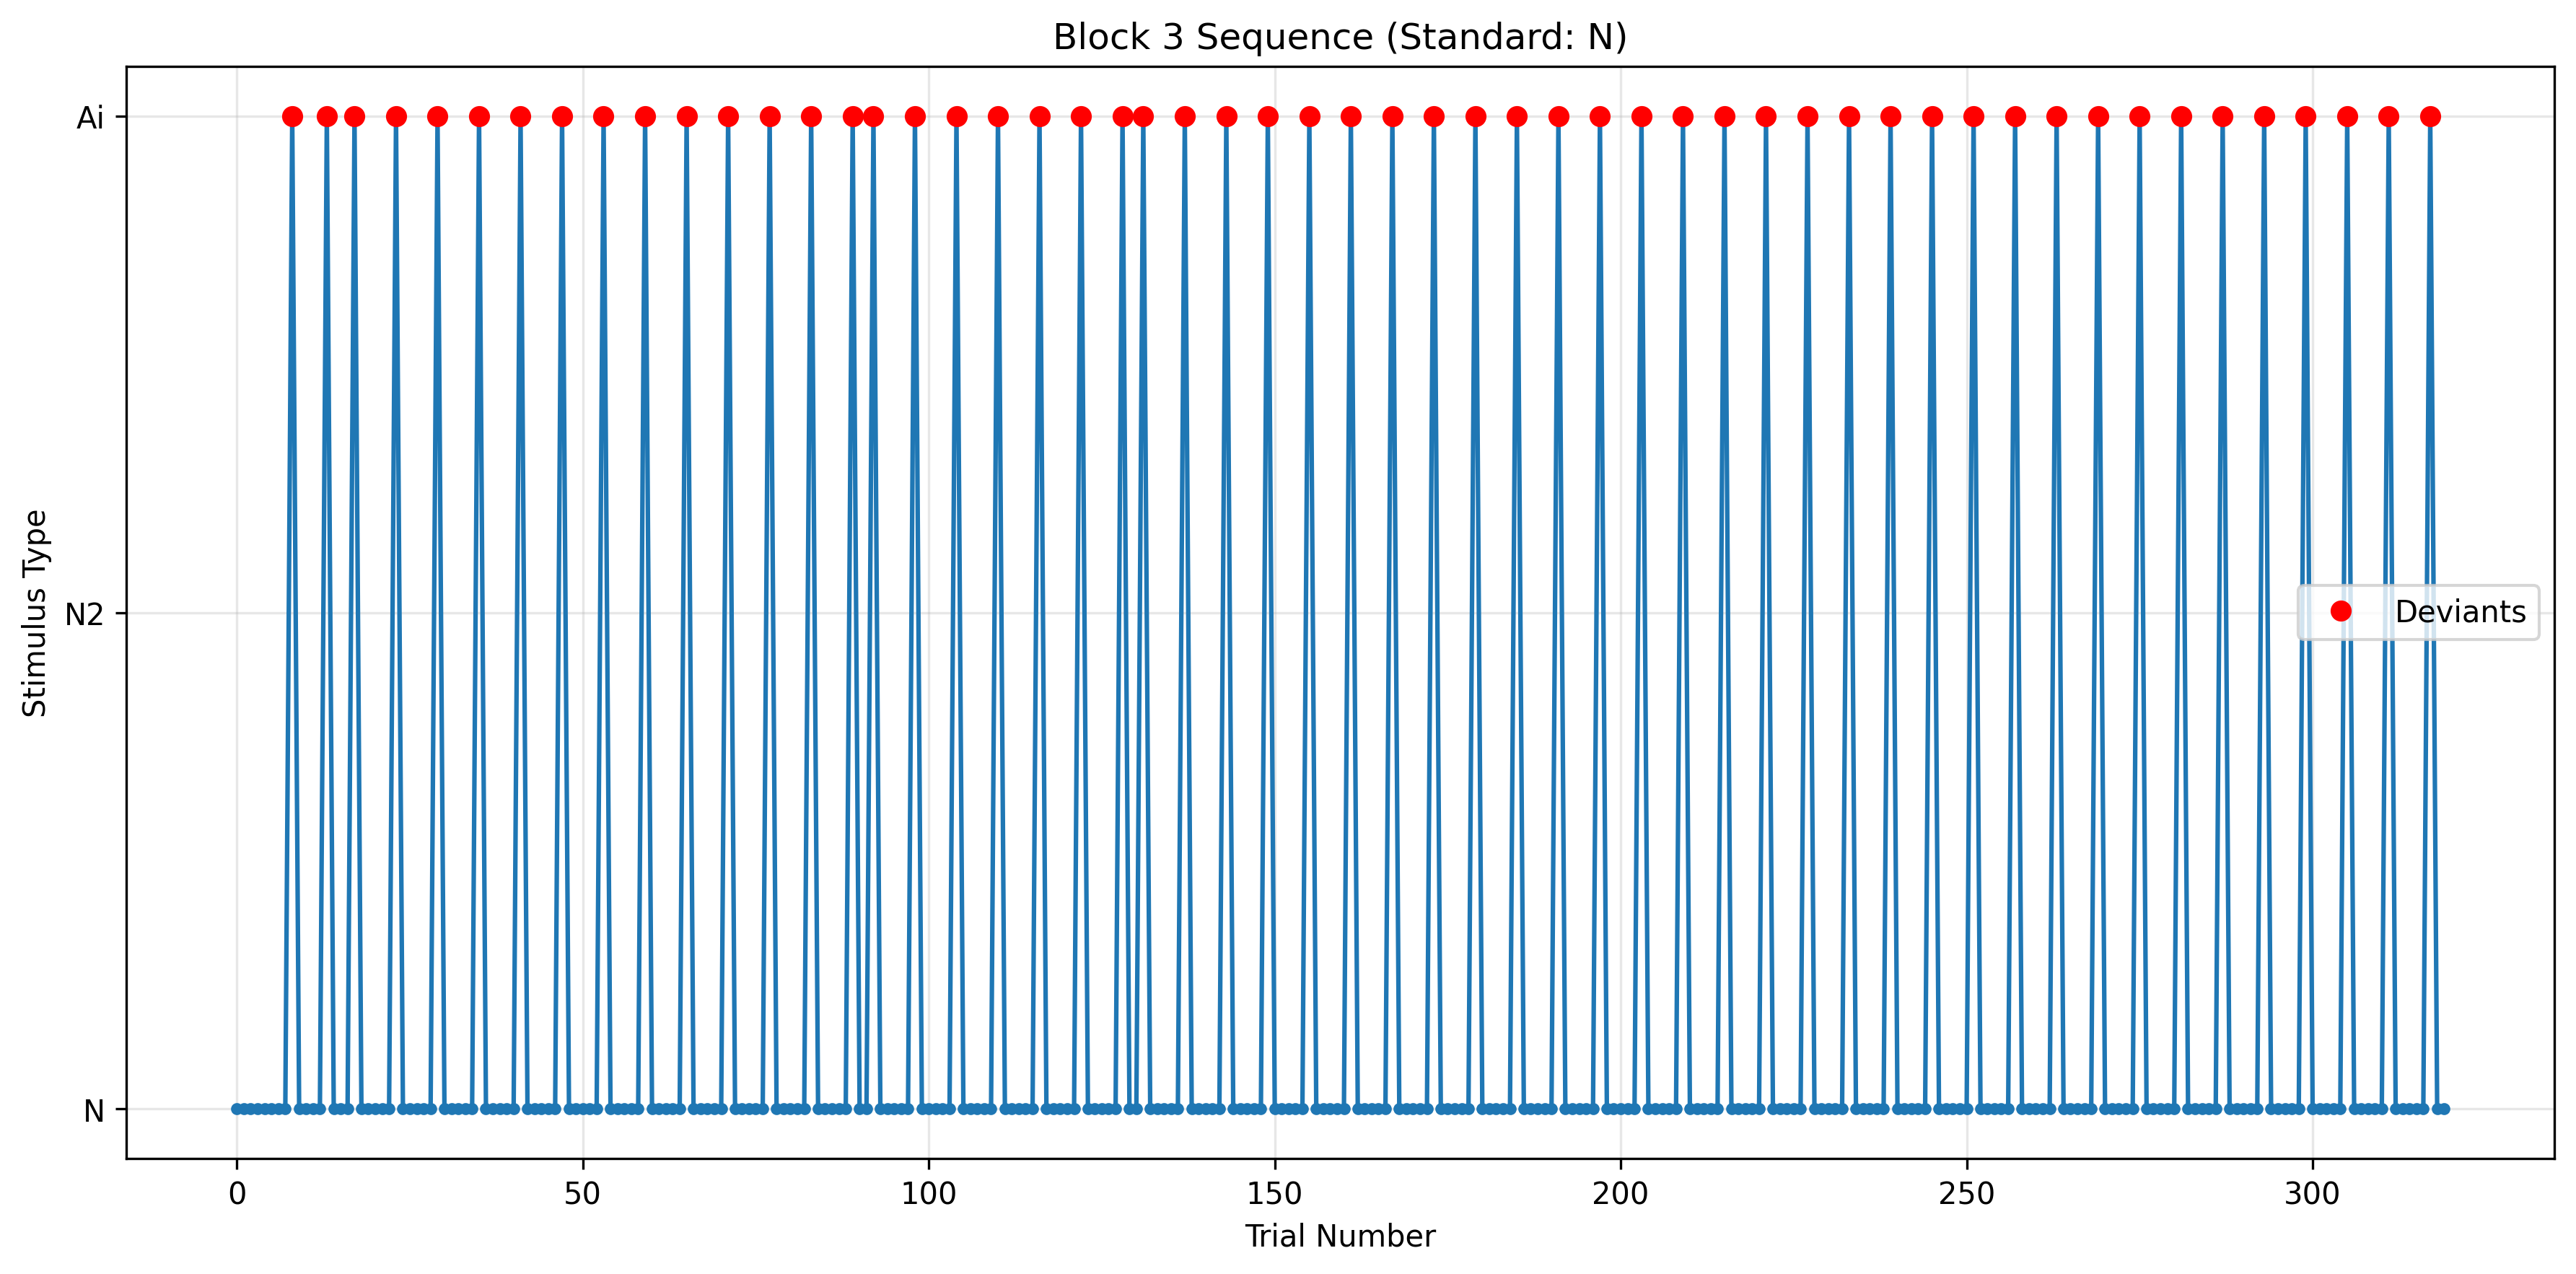 Block 3 Sequence (Standard: N)
Ai
N2
N
Stimulus Type
Deviants
0 50 100 150 200 250 300
Trial Number